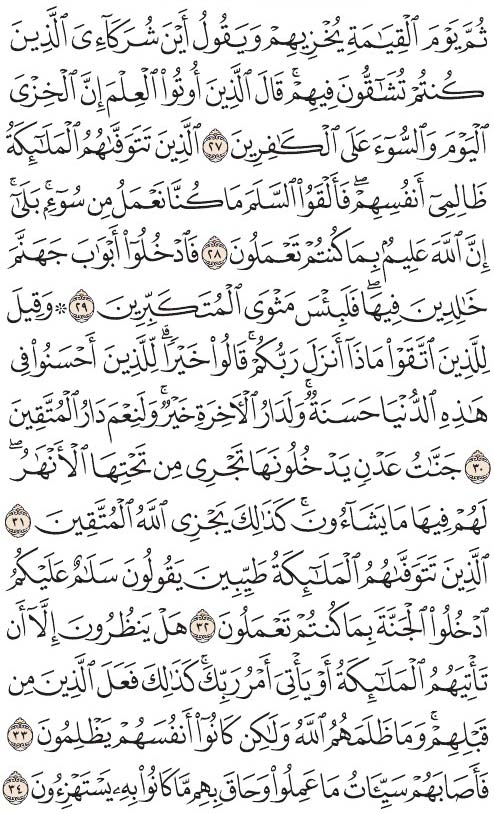 ثُمَّ يَوْمَ ٱلْقِيَٰمَةِ يُخْزِيهِمْ وَيَقُولُ أَيْنَ شُرَكَآءِىَ ٱلَّذِينَ
كُنتُمْ تُشَٰٓقُّونَ فِيهِمْ ۚ قَالَ ٱلَّذِينَ أُوتُوا۟ ٱلْعِلْمَ إِنَّ ٱلْخِزْىَ
ٱلْيَوْمَ وَٱلسُّوٓءَ عَلَى ٱلْكَٰفِرِينَ ٢٧ ٱلَّذِينَ تَتَوَفَّىٰهُمُ ٱلْمَلَٰٓئِكَةُ
ظَالِمِىٓ أَنفُسِهِمْ ۖ فَأَلْقَوُا۟ ٱلسَّلَمَ مَا كُنَّا نَعْمَلُ مِن سُوٓءٍۭ ۚ بَلَىٰٓ ۚ
إِنَّ ٱللَّهَ عَلِيمٌۢ بِمَا كُنتُمْ تَعْمَلُونَ ٢٨ فَٱدْخُلُوٓا۟ أَبْوَٰبَ جَهَنَّمَ
خَٰلِدِينَ فِيهَا ۖ فَلَبِئْسَ مَثْوَى ٱلْمُتَكَبِّرِينَ ٢٩ ۞ وَقِيلَ
لِلَّذِينَ ٱتَّقَوْا۟ مَاذَآ أَنزَلَ رَبُّكُمْ ۚ قَالُوا۟ خَيْرًا ۗ لِّلَّذِينَ أَحْسَنُوا۟ فِى
هَٰذِهِ ٱلدُّنْيَا حَسَنَةٌ ۚ وَلَدَارُ ٱلْءَاخِرَةِ خَيْرٌ ۚ وَلَنِعْمَ دَارُ ٱلْمُتَّقِينَ
٣٠ جَنَّٰتُ عَدْنٍ يَدْخُلُونَهَا تَجْرِى مِن تَحْتِهَا ٱلْأَنْهَٰرُ ۖ
لَهُمْ فِيهَا مَا يَشَآءُونَ ۚ كَذَٰلِكَ يَجْزِى ٱللَّهُ ٱلْمُتَّقِينَ ٣١
ٱلَّذِينَ تَتَوَفَّىٰهُمُ ٱلْمَلَٰٓئِكَةُ طَيِّبِينَ ۙ يَقُولُونَ سَلَٰمٌ عَلَيْكُمُ
ٱدْخُلُوا۟ ٱلْجَنَّةَ بِمَا كُنتُمْ تَعْمَلُونَ ٣٢ هَلْ يَنظُرُونَ إِلَّآ أَن
تَأْتِيَهُمُ ٱلْمَلَٰٓئِكَةُ أَوْ يَأْتِىَ أَمْرُ رَبِّكَ ۚ كَذَٰلِكَ فَعَلَ ٱلَّذِينَ مِن
قَبْلِهِمْ ۚ وَمَا ظَلَمَهُمُ ٱللَّهُ وَلَٰكِن كَانُوٓا۟ أَنفُسَهُمْ يَظْلِمُونَ ٣٣
فَأَصَابَهُمْ سَيِّـَٔاتُ مَا عَمِلُوا۟ وَحَاقَ بِهِم مَّا كَانُوا۟ بِهِۦ يَسْتَهْزِءُونَ ٣٤